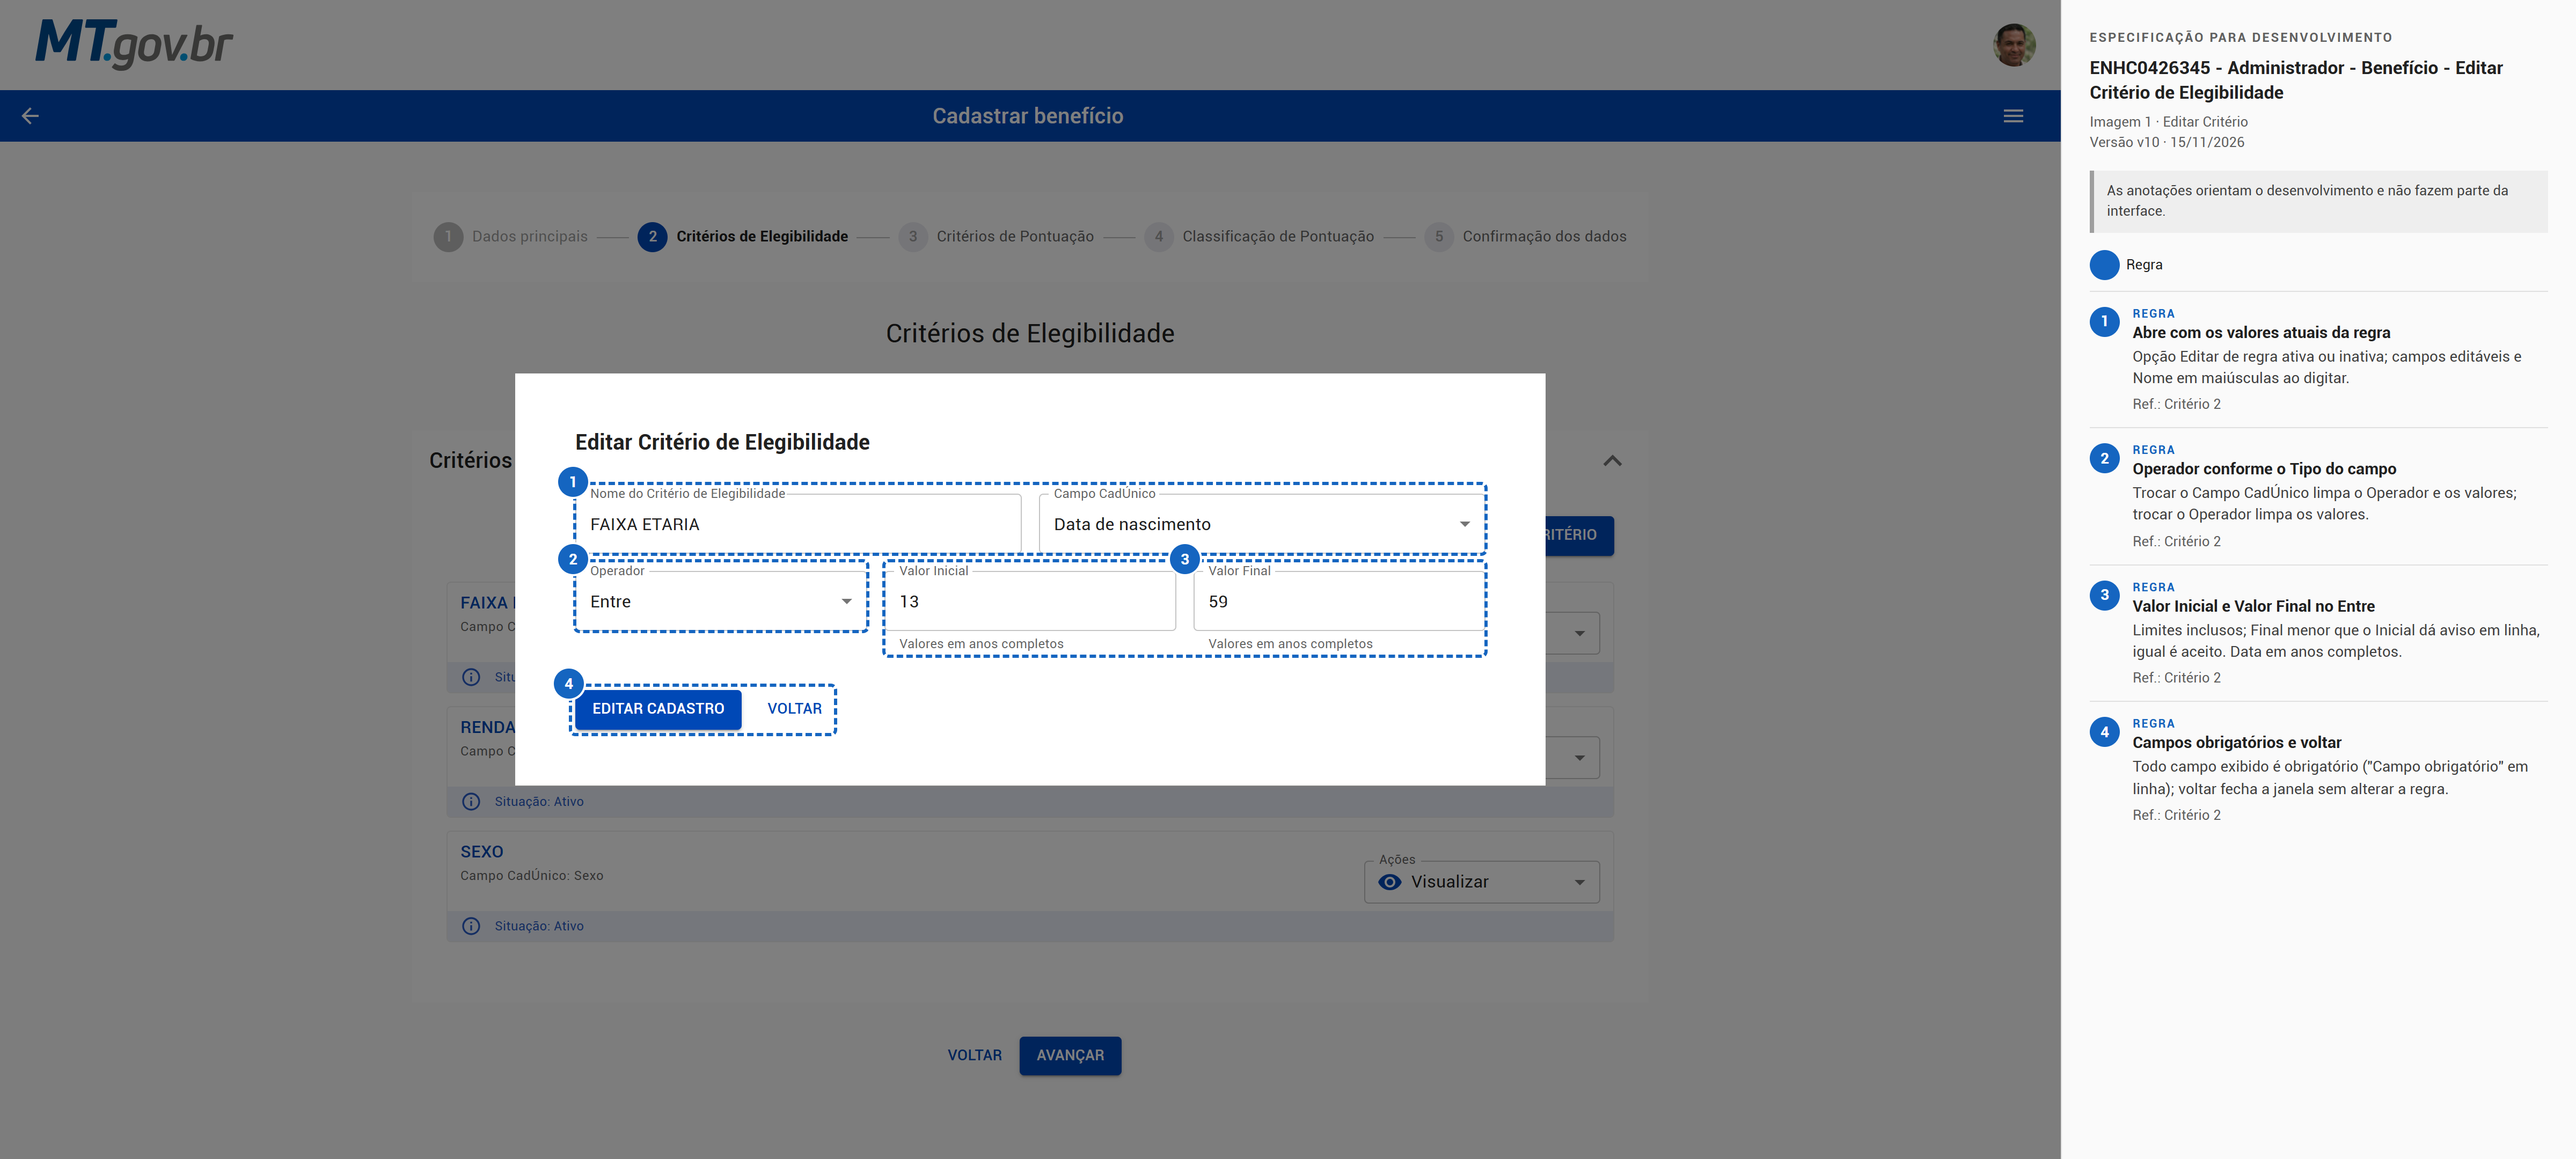 MT.gov.br
Cadastrar benefício
1 Dados principais
2 Critérios de Elegibilidade
3 Critérios de Pontuação
4 Classificação de Pontuação
5 Confirmação dos dados
Critérios de Elegibilidade
Critérios
RITÉRIO
Editar Critério de Elegibilidade
1
Nome do Critério de Elegibilidade
FAIXA ETARIA
Campo CadÚnico
Data de nascimento
2
Operador
Entre
3
Valor Inicial
13
Valores em anos completos
Valor Final
59
Valores em anos completos
4
EDITAR CADASTRO
VOLTAR
FAIXA
Campo C
Situ
RENDA
Campo C
Situação: Ativo
SEXO
Campo CadÚnico: Sexo
Ações
Visualizar
Situação: Ativo
VOLTAR
AVANÇAR
ESPECIFICAÇÃO PARA DESENVOLVIMENTO
ENHC0426345 - Administrador - Benefício - Editar
Critério de Elegibilidade
Imagem 1 · Editar Critério
Versão v10 · 15/11/2026
As anotações orientam o desenvolvimento e não fazem parte da
interface.
Regra
1
REGRA
Abre com os valores atuais da regra
Opção Editar de regra ativa ou inativa; campos editáveis e
Nome em maiúsculas ao digitar.
Ref.: Critério 2
2
REGRA
Operador conforme o Tipo do campo
Trocar o Campo CadÚnico limpa o Operador e os valores;
trocar o Operador limpa os valores.
Ref.: Critério 2
3
REGRA
Valor Inicial e Valor Final no Entre
Limites inclusos; Final menor que o Inicial dá aviso em linha,
igual é aceito. Data em anos completos.
Ref.: Critério 2
4
REGRA
Campos obrigatórios e voltar
Todo campo exibido é obrigatório ("Campo obrigatório" em
linha); voltar fecha a janela sem alterar a regra.
Ref.: Critério 2